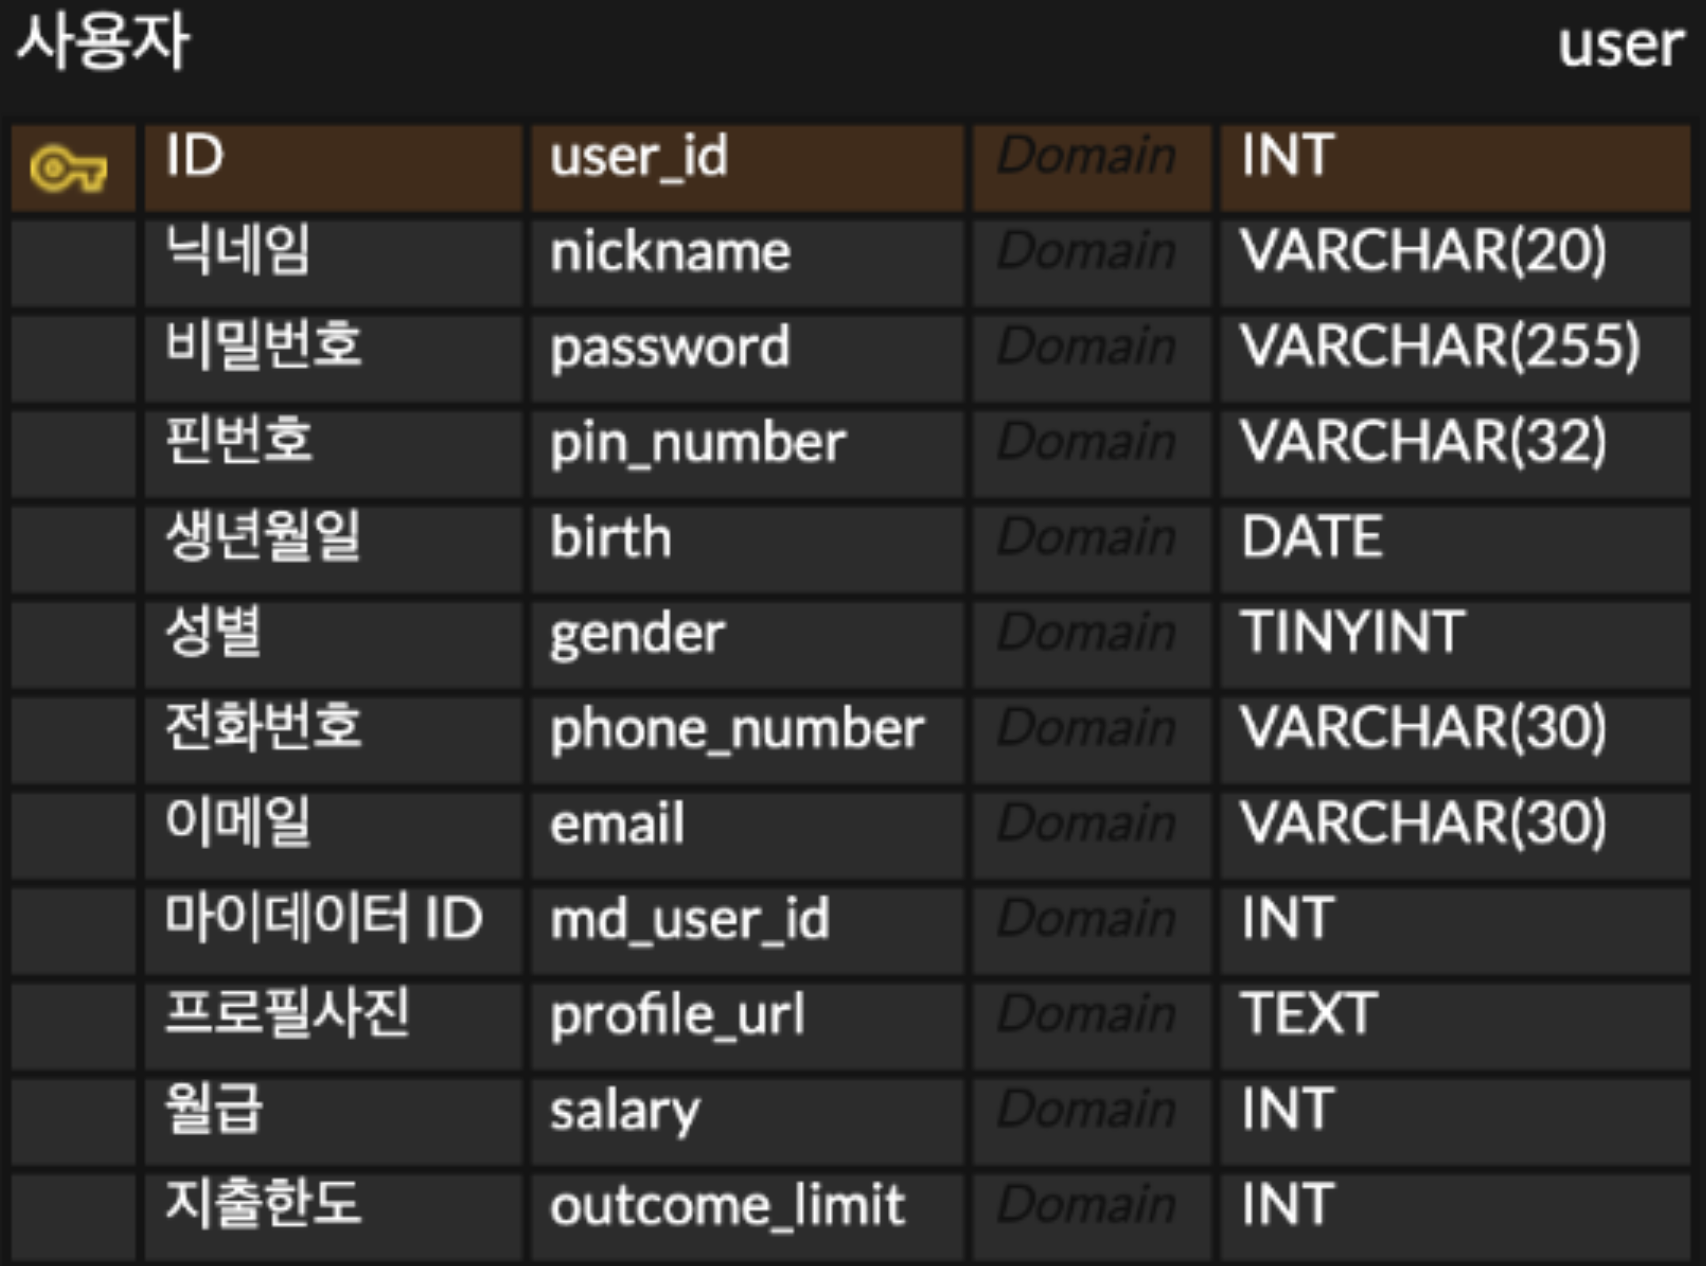 사용자 user
ID user_id Domain INT
닉네임 nickname Domain VARCHAR(20)
비밀번호 password Domain VARCHAR(255)
핀번호 pin_number Domain VARCHAR(32)
생년월일 birth Domain DATE
성별 gender Domain TINYINT
전화번호 phone_number Domain VARCHAR(30)
이메일 email Domain VARCHAR(30)
마이데이터 ID md_user_id Domain INT
프로필사진 profile_url Domain TEXT
월급 salary Domain INT
지출한도 outcome_limit Domain INT